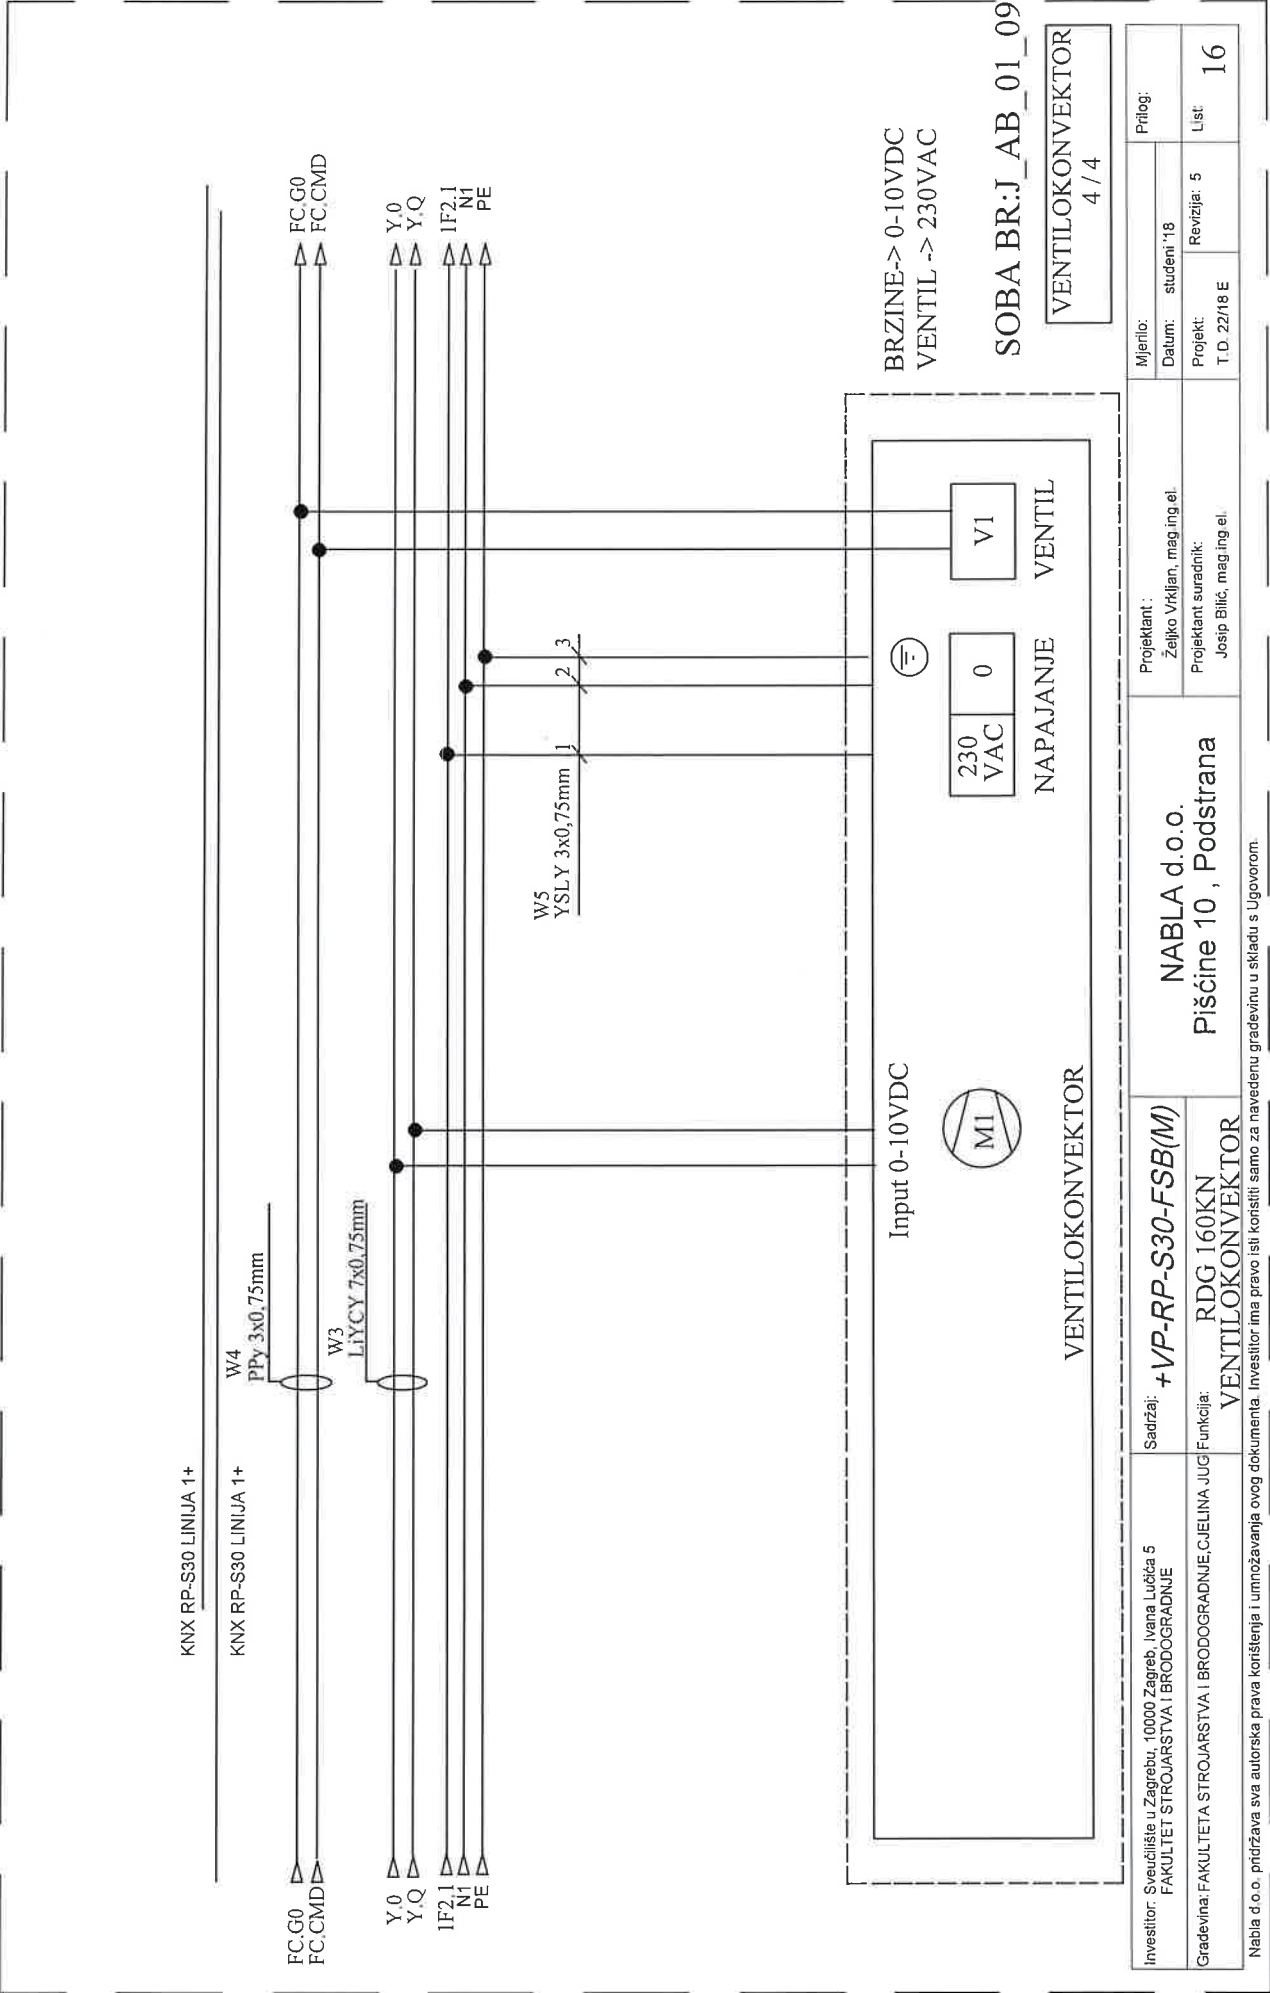 KNX RP-S30 LINIJA 1+
KNX RP-S30 LINIJA 1+
W4
PPy 3x0,75mm
W3
LiYCY 7x0,75mm
FC.G0
FC.CMD
Y.0
Y.Q
1F2.1
N1
PE
FC.G0
FC.CMD
Y.0
Y.Q
1F2.1
N1
PE
W5
YSLY 3x0,75mm
1
2
3
Input 0-10VDC
M1
VENTILOKONVEKTOR
230
VAC
0
NAPAJANJE
V1
VENTIL
BRZINE-> 0-10VDC
VENTIL -> 230VAC
SOBA BR:J_AB_01_09
VENTILOKONVEKTOR
4 / 4
Investitor: Sveučilište u Zagrebu, 10000 Zagreb, Ivana Lučića 5
FAKULTET STROJARSTVA I BRODOGRADNJE
Građevina: FAKULTETA STROJARSTVA I BRODOGRADNJE,CJELINA JUG
Sadržaj:
+VP-RP-S30-FSB(M)
Funkcija:
RDG 160KN
VENTILOKONVEKTOR
NABLA d.o.o.
Pišćine 10 , Podstrana
Projektant :
Željko Vrkljan, mag.ing.el.
Projektant suradnik:
Josip Bilić, mag.ing.el.
Mjerilo:
Datum: studeni '18
Projekt:
T.D. 22/18 E
Revizija: 5
Prilog:
List: 16
Nabla d.o.o. pridržava sva autorska prava korištenja i umnožavanja ovog dokumenta. Investitor ima pravo isti koristiti samo za navedenu građevinu u skladu s Ugovorom.